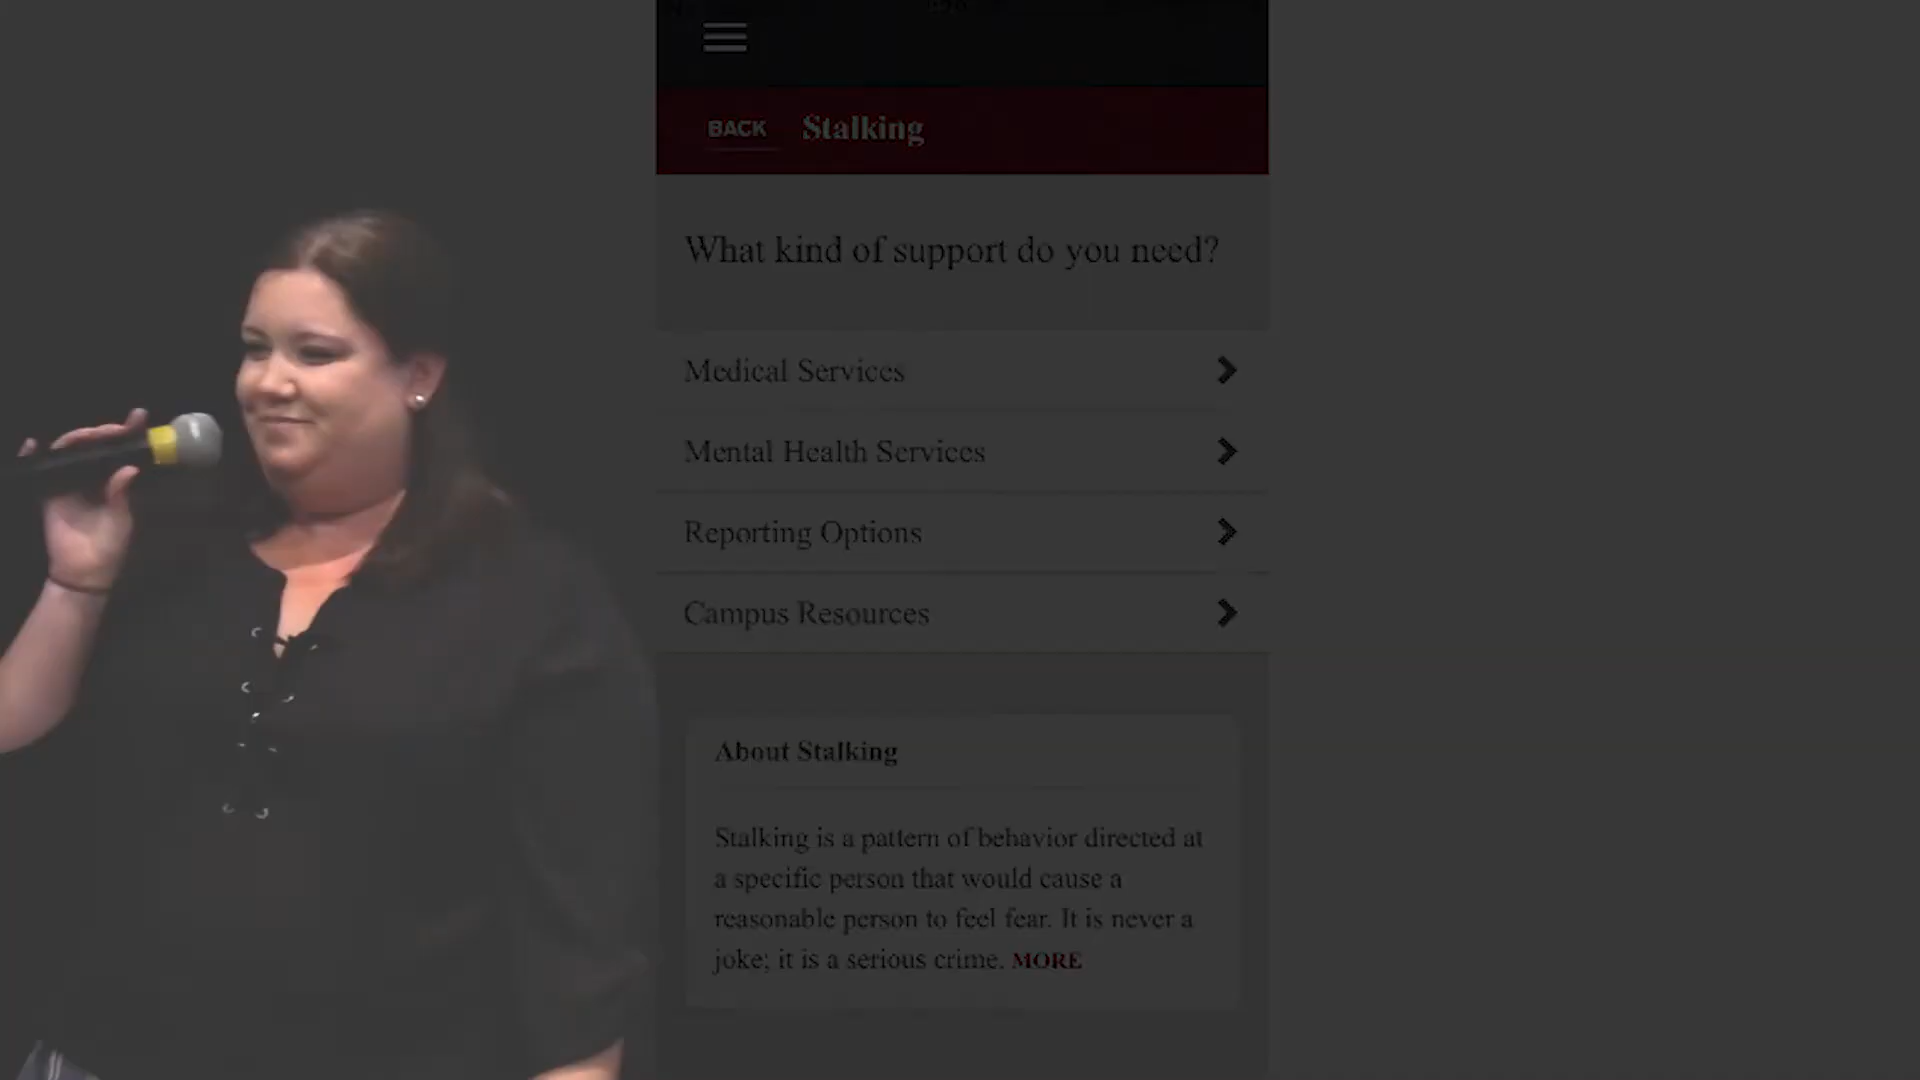 BACK Stalking
What kind of support do you need?
Medical Services
Mental Health Services
Reporting Options
Campus Resources
About Stalking
Stalking is a pattern of behavior directed at
a specific person that would cause a
reasonable person to feel fear. It is never a
joke; it is a serious crime. MORE